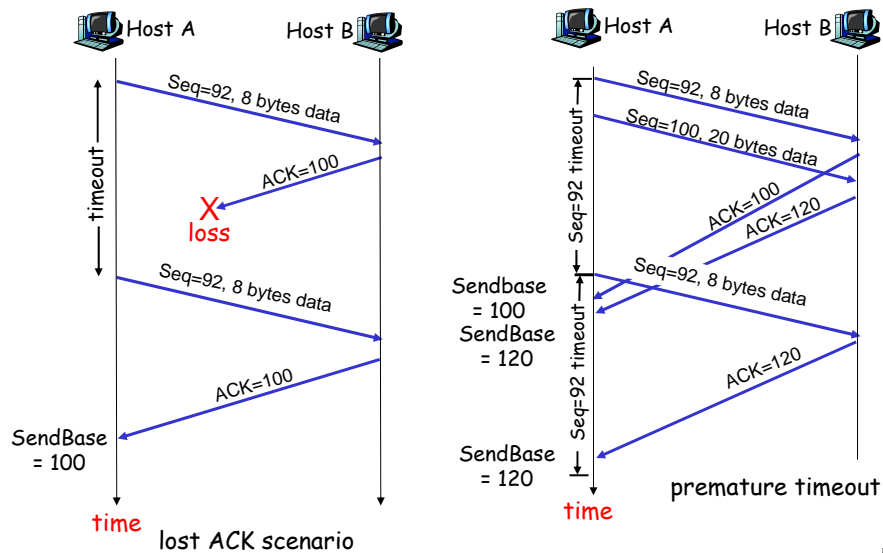 Host A
Host B
Seq=92, 8 bytes data
timeout
ACK=100
X
loss
Seq=92, 8 bytes data
ACK=100
SendBase
= 100
time
lost ACK scenario
Host A
Host B
Seq=92, 8 bytes data
Seq=100, 20 bytes data
Seq=92 timeout
ACK=100
ACK=120
Seq=92, 8 bytes data
Sendbase
= 100
SendBase
= 120
Seq=92 timeout
ACK=120
SendBase
= 120
time
premature timeout